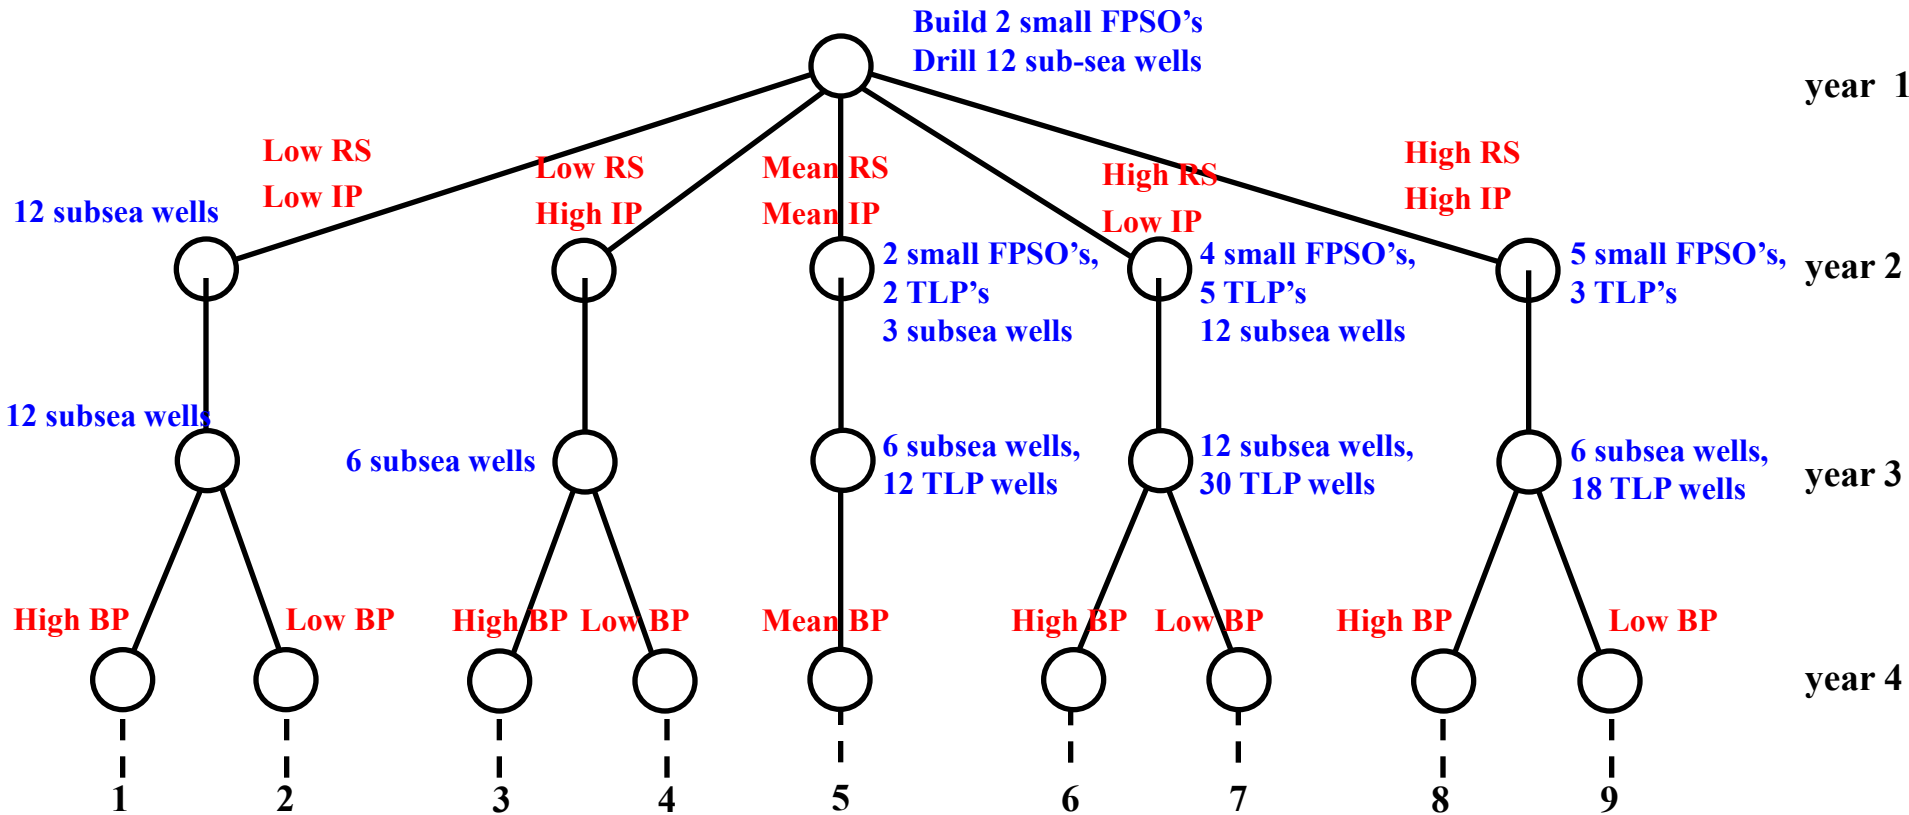 Build 2 small FPSO's
Drill 12 sub-sea wells
year 1
Low RS
Low IP
Low RS
High IP
Mean RS
Mean IP
High RS
Low IP
High RS
High IP
12 subsea wells
2 small FPSO's,
2 TLP's
3 subsea wells
4 small FPSO's,
5 TLP's
12 subsea wells
5 small FPSO's,
3 TLP's
year 2
12 subsea wells
6 subsea wells
6 subsea wells,
12 TLP wells
12 subsea wells,
30 TLP wells
6 subsea wells,
18 TLP wells
year 3
High BP
Low BP
High BP
Low BP
Mean BP
High BP
Low BP
High BP
Low BP
year 4
1
2
3
4
5
6
7
8
9